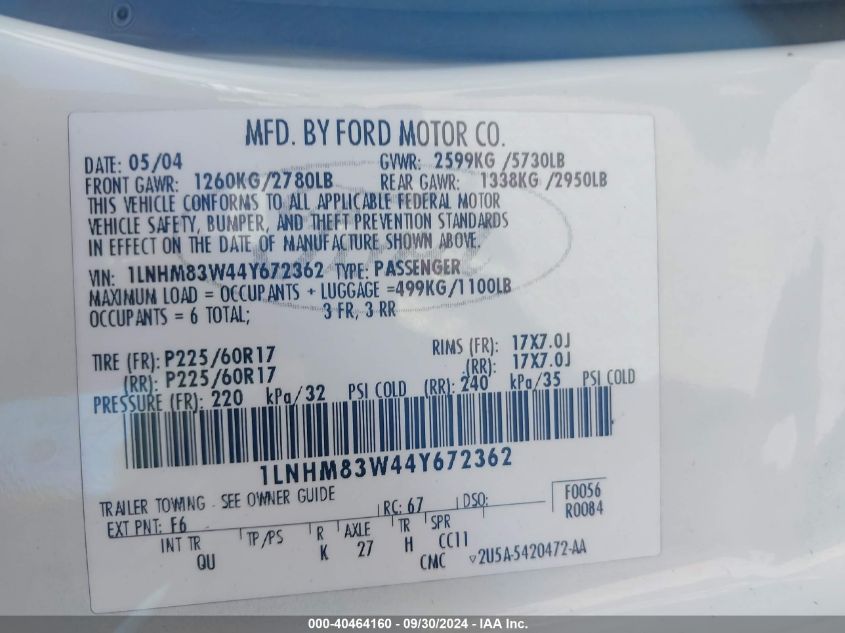 MFD. BY FORD MOTOR CO.
DATE: 05/04 GVWR: 2599KG /5730LB
FRONT GAWR: 1260KG/2780LB REAR GAWR: 1338KG /2950LB
THIS VEHICLE CONFORMS TO ALL APPLICABLE FEDERAL MOTOR
VEHICLE SAFETY, BUMPER, AND THEFT PREVENTION STANDARDS
IN EFFECT ON THE DATE OF MANUFACTURE SHOWN ABOVE.
VIN: 1LNHM83W44Y672362 TYPE: PASSENGER
MAXIMUM LOAD = OCCUPANTS + LUGGAGE =499KG/1100LB
OCCUPANTS = 6 TOTAL; 3 FR, 3 RR
TIRE (FR): P225/60R17 RIMS (FR): 17X7.0J
(RR): P225/60R17 (RR): 17X7.0J
PRESSURE (FR): 220 kPa/32 PSI COLD (RR): 240 kPa/35 PSI COLD
1LNHM83W44Y672362
TRAILER TOWING - SEE OWNER GUIDE F0056
EXT PNT: F6 RC: 67 DSO: R0084
INT TR TP/PS R AXLE TR SPR
QU K 27 H CC11
CMC 2U5A-5420472-AA
000-40464160 - 09/30/2024 - IAA Inc.